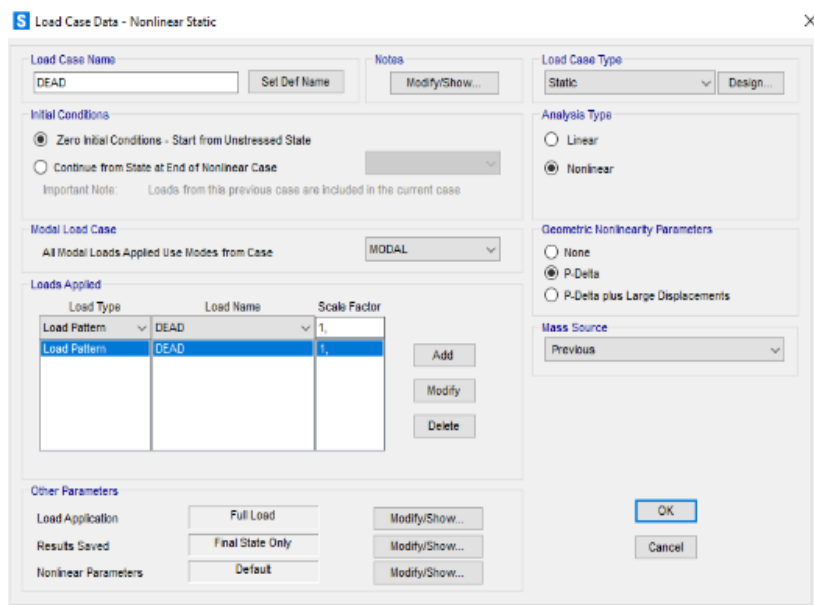 S Load Case Data - Nonlinear Static
Load Case Name
DEAD
Set Def Name
Notes
Modify/Show...
Load Case Type
Static
Design...
Initial Conditions
Zero Initial Conditions - Start from Unstressed State
Continue from State at End of Nonlinear Case
Important Note: Loads from this previous case are included in the current case
Analysis Type
Linear
Nonlinear
Modal Load Case
All Modal Loads Applied Use Modes from Case
MODAL
Geometric Nonlinearity Parameters
None
P-Delta
P-Delta plus Large Displacements
Loads Applied
Load Type Load Name Scale Factor
Load Pattern DEAD 1,
Load Pattern DEAD 1,
Add
Modify
Delete
Mass Source
Previous
Other Parameters
Load Application Full Load Modify/Show...
Results Saved Final State Only Modify/Show...
Nonlinear Parameters Default Modify/Show...
OK
Cancel